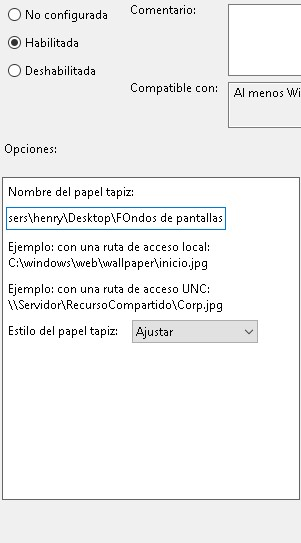 No configurada
Comentario:
Habilitada
Deshabilitada
Compatible con:
Al menos Wi
Opciones:
Nombre del papel tapiz:
sers\henry\Desktop\FOndos de pantallas
Ejemplo: con una ruta de acceso local:
C:\windows\web\wallpaper\inicio.jpg
Ejemplo: con una ruta de acceso UNC:
\\Servidor\RecursoCompartido\Corp.jpg
Estilo del papel tapiz:
Ajustar